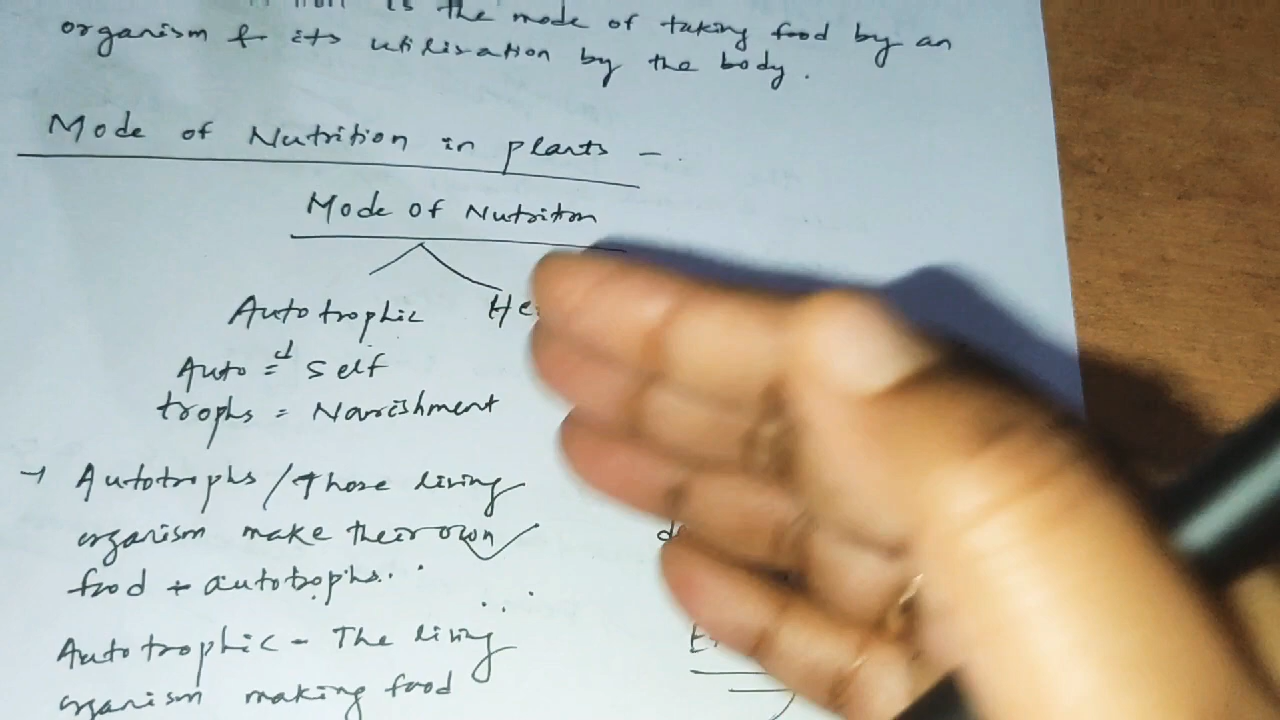 is the mode of taking food by an
organism & its utilisation by the body.
Mode of Nutrition in plants -
Mode of Nutrition
Autotrophic He
Auto = self
trophs = Nourishment
→ Autotrophs / Those living
organism make their own
food → autotrophs.
Autotrophic - The living
organism making food